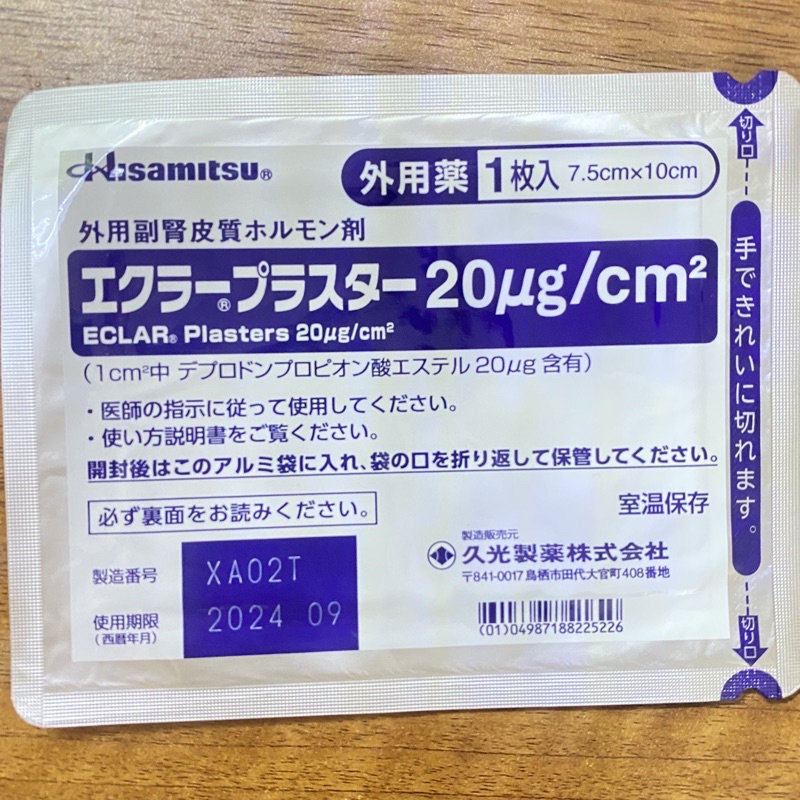 Hisamitsu®
外用薬 1枚入 7.5cm×10cm
外用副腎皮質ホルモン剤
エクラー®プラスター 20μg/cm²
ECLAR® Plasters 20μg/cm²
（1cm²中 デプロドンプロピオン酸エステル 20μg 含有）
・医師の指示に従って使用してください。
・使い方説明書をご覧ください。
開封後はこのアルミ袋に入れ、袋の口を折り返して保管してください。
必ず裏面をお読みください。
室温保存
製造番号 XA02T
使用期限 2024 09
（西暦年月）
製造販売元
久光製薬株式会社
〒841-0017 鳥栖市田代大官町408番地
(01)04987188225226
切り口
手できれいに切れます。
切り口